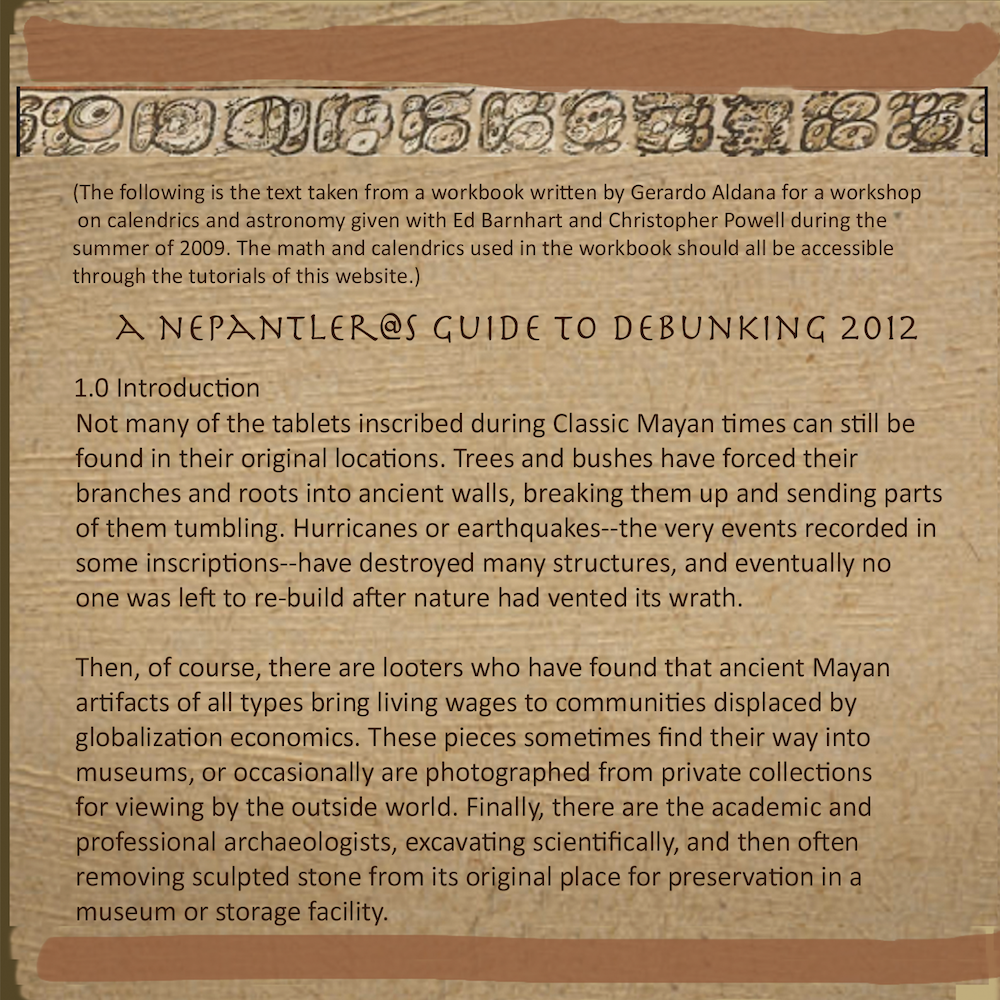 (The following is the text taken from a workbook written by Gerardo Aldana for a workshop
on calendrics and astronomy given with Ed Barnhart and Christopher Powell during the
summer of 2009. The math and calendrics used in the workbook should all be accessible
through the tutorials of this website.)
A NEPANTLER@S GUIDE TO DEBUNKING 2012
1.0 Introduction
Not many of the tablets inscribed during Classic Mayan times can still be
found in their original locations. Trees and bushes have forced their
branches and roots into ancient walls, breaking them up and sending parts
of them tumbling. Hurricanes or earthquakes--the very events recorded in
some inscriptions--have destroyed many structures, and eventually no
one was left to re-build after nature had vented its wrath.
Then, of course, there are looters who have found that ancient Mayan
artifacts of all types bring living wages to communities displaced by
globalization economics. These pieces sometimes find their way into
museums, or occasionally are photographed from private collections
for viewing by the outside world. Finally, there are the academic and
professional archaeologists, excavating scientifically, and then often
removing sculpted stone from its original place for preservation in a
museum or storage facility.